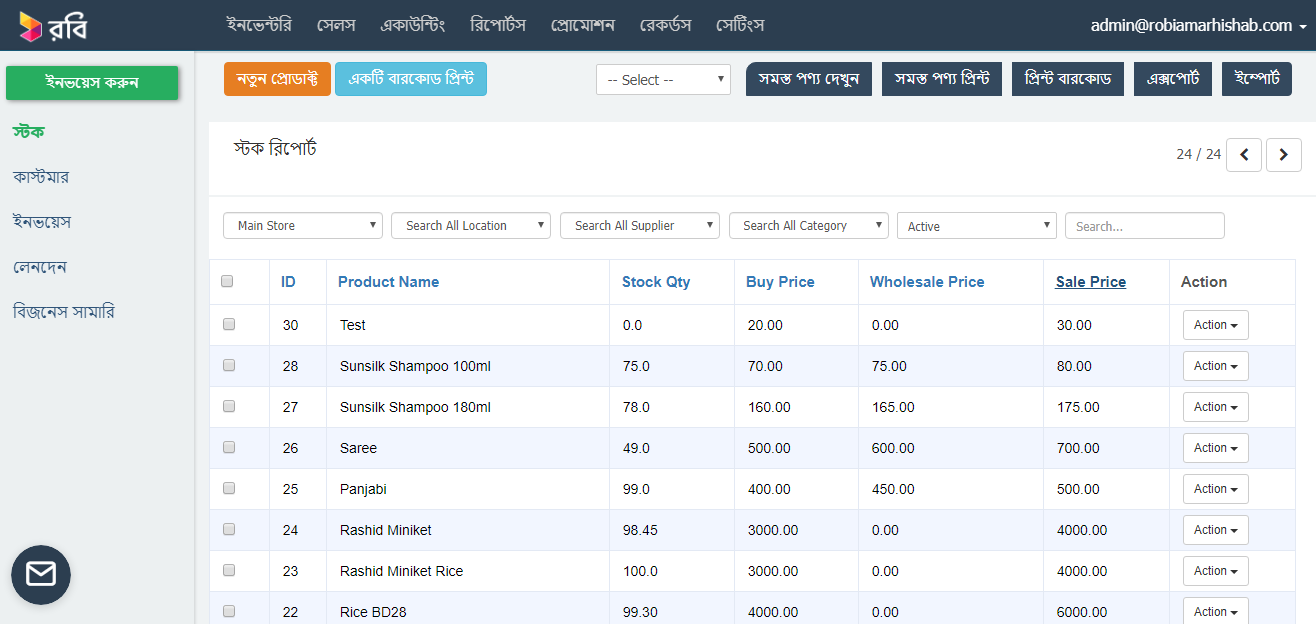 রবি ইনভেন্টরি সেলস একাউন্টিং রিপোর্টস প্রোমোশন রেকর্ডস সেটিংস admin@robiamarhishab.com
ইনভয়েস করুন
স্টক
কাস্টমার
ইনভয়েস
লেনদেন
বিজনেস সামারি
নতুন প্রোডাক্ট একটি বারকোড প্রিন্ট -- Select -- সমস্ত পণ্য দেখুন সমস্ত পণ্য প্রিন্ট প্রিন্ট বারকোড এক্সপোর্ট ইম্পোর্ট
স্টক রিপোর্ট 24 / 24
Main Store Search All Location Search All Supplier Search All Category Active Search...
ID Product Name Stock Qty Buy Price Wholesale Price Sale Price Action
30 Test 0.0 20.00 0.00 30.00 Action
28 Sunsilk Shampoo 100ml 75.0 70.00 75.00 80.00 Action
27 Sunsilk Shampoo 180ml 78.0 160.00 165.00 175.00 Action
26 Saree 49.0 500.00 600.00 700.00 Action
25 Panjabi 99.0 400.00 450.00 500.00 Action
24 Rashid Miniket 98.45 3000.00 0.00 4000.00 Action
23 Rashid Miniket Rice 100.0 3000.00 0.00 4000.00 Action
22 Rice BD28 99.30 4000.00 0.00 6000.00 Action